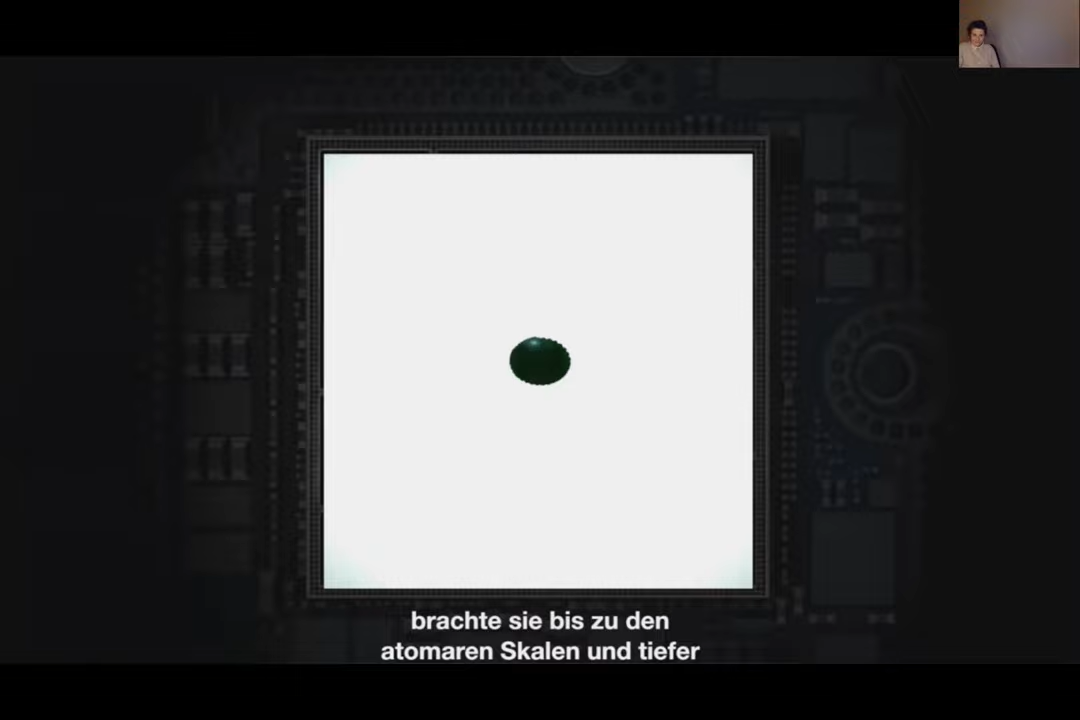 brachte sie bis zu den
atomaren Skalen und tiefer